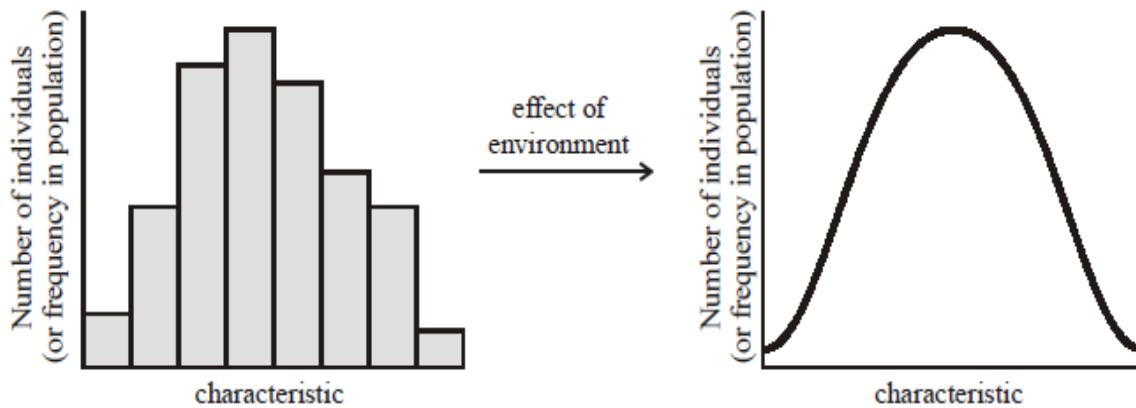 Number of individuals
(or frequency in population)
characteristic
effect of
environment
Number of individuals
(or frequency in population)
characteristic